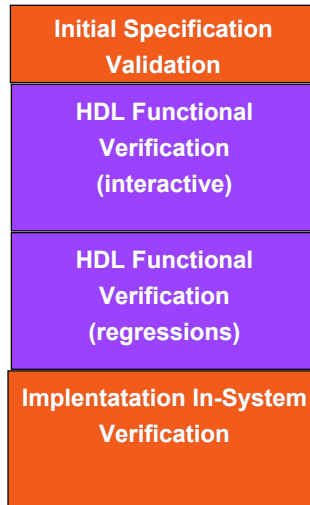 Initial Specification
Validation
HDL Functional
Verification
(interactive)
HDL Functional
Verification
(regressions)
Implentatation In-System
Verification